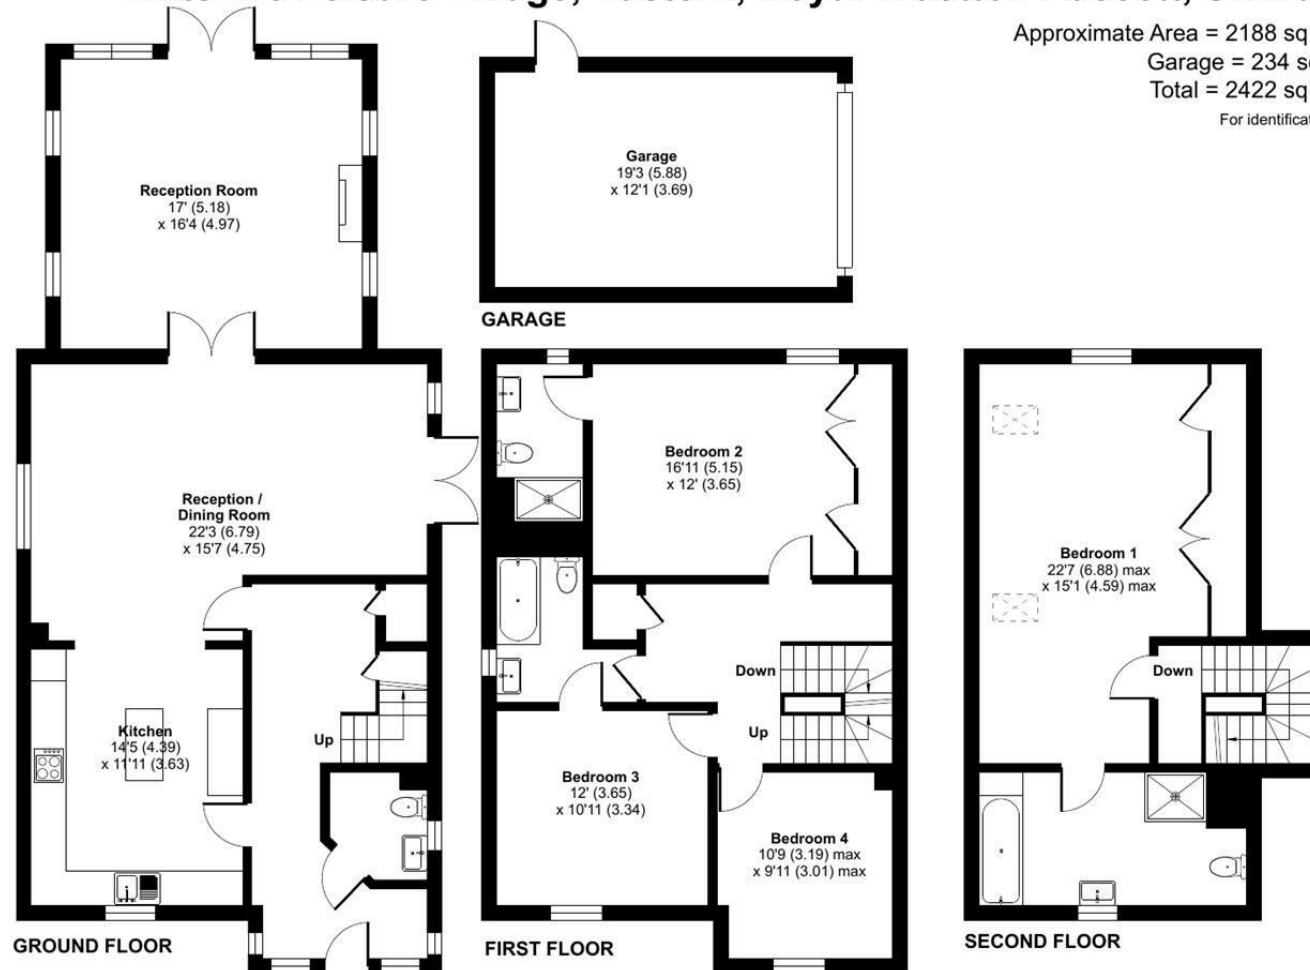 Approximate Area = 2188 sq
Garage = 234
Total = 2422 sq
For
Reception Room
17' (5.18)
x 16'4 (4.97)
Garage
19'3 (5.88)
x 12'1 (3.69)
GARAGE
Reception /
Dining Room
22'3 (6.79)
x 15'7 (4.75)
Kitchen
14'5 (4.39)
x 11'11 (3.63)
Up
GROUND FLOOR
Bedroom 2
16'11 (5.15)
x 12' (3.65)
Down
Up
Bedroom 3
12' (3.65)
x 10'11 (3.34)
Bedroom 4
10'9 (3.19) max
x 9'11 (3.01) max
FIRST FLOOR
Bedroom 1
22'7 (6.88) max
x 15'1 (4.59) max
Down
SECOND FLOOR